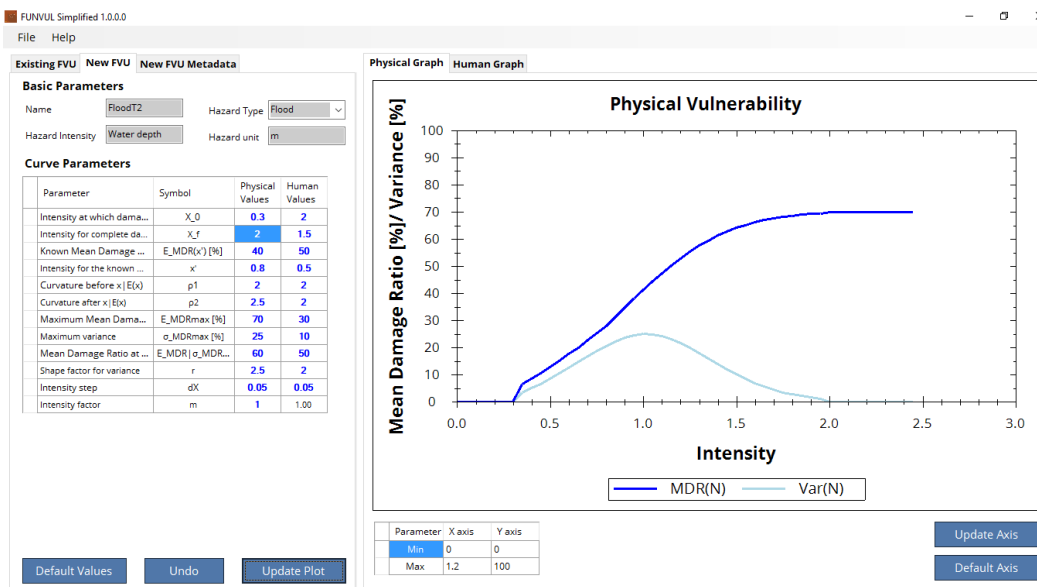 FUNVUL Simplified 1.0.0.0
File Help
Existing FVU New FVU New FVU Metadata
Basic Parameters
Name FloodT2 Hazard Type Flood
Hazard Intensity Water depth Hazard unit m
Curve Parameters
Parameter Symbol Physical Values Human Values
Intensity at which dama... X_0 0.3 2
Intensity for complete da... X_f 2 1.5
Known Mean Damage ... E_MDR(x') [%] 40 50
Intensity for the known ... x' 0.8 0.5
Curvature before x|E(x) ρ1 2 2
Curvature after x|E(x) ρ2 2.5 2
Maximum Mean Dama... E_MDRmax [%] 70 30
Maximum variance σ_MDRmax [%] 25 10
Mean Damage Ratio at ... E_MDR|σ_MDR... 60 50
Shape factor for variance r 2.5 2
Intensity step dX 0.05 0.05
Intensity factor m 1 1.00
Default Values Undo Update Plot
Physical Graph Human Graph
Physical Vulnerability
Mean Damage Ratio [%]/ Variance [%]
100
90
80
70
60
50
40
30
20
10
0
0.0 0.5 1.0 1.5 2.0 2.5 3.0
Intensity
MDR(N) Var(N)
Parameter X axis Y axis
Min 0 0
Max 1.2 100
Update Axis
Default Axis